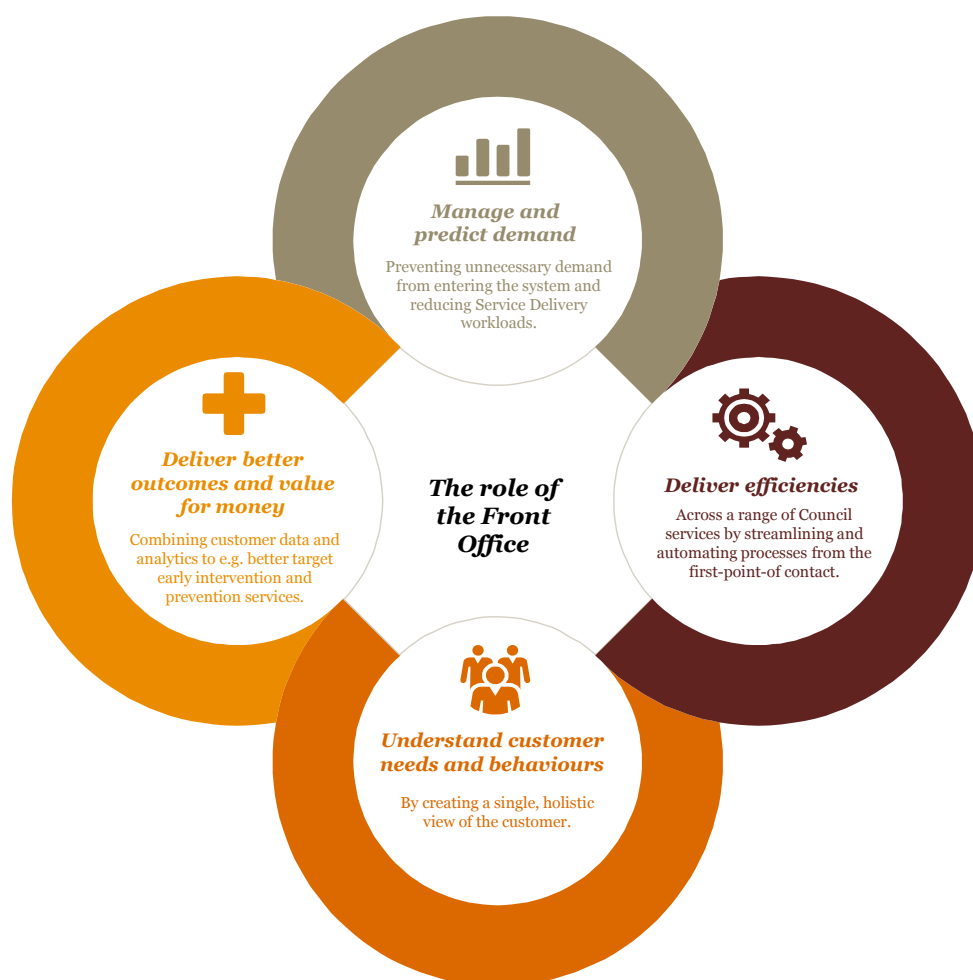 Manage and
predict demand
Preventing unnecessary demand
from entering the system and
reducing Service Delivery
workloads.
Deliver better
outcomes and value
for money
Combining customer data and
analytics to e.g. better target
early intervention and
prevention services.
The role of
the Front
Office
Deliver efficiencies
Across a range of Council
services by streamlining and
automating processes from the
first-point-of contact.
Understand customer
needs and behaviours
By creating a single, holistic
view of the customer.